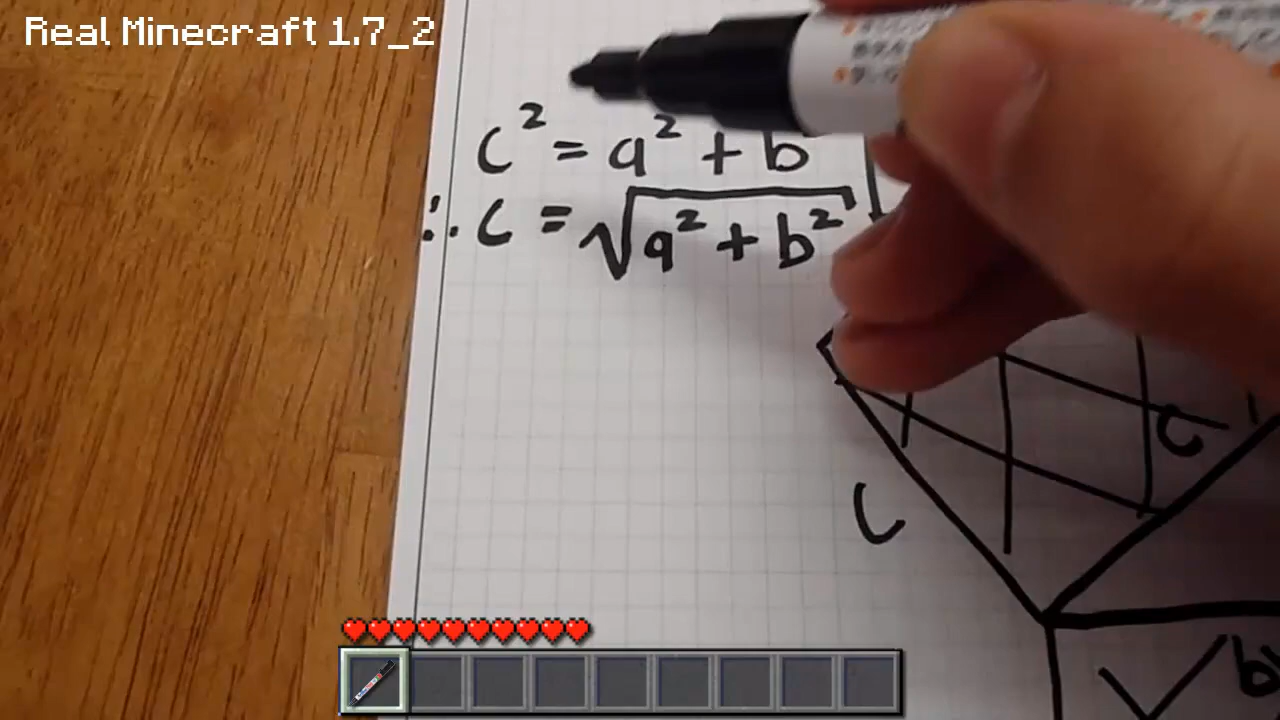 Real Minecraft 1.7_2
c² = a² + b
∴ c = √a² + b²
c
c
b